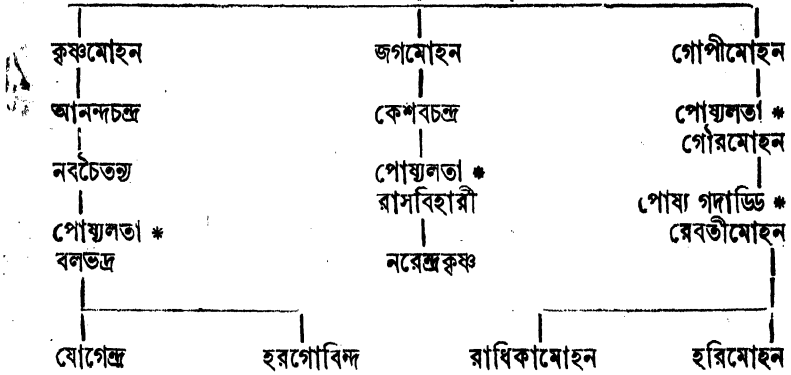 কৃষ্ণমোহন জগমোহন গোপীমোহন
আনন্দচন্দ্র কেশবচন্দ্র পোষ্যলতা *
গৌরমোহন
নবচৈতন্য পোষ্যলতা *
রাসবিহারী পোষ্য গদাড্ডি *
পোষ্যলতা * রেবতীমোহন
বলভদ্র নরেন্দ্রকৃষ্ণ
যোগেন্দ্র হরগোবিন্দ রাধিকামোহন হরিমোহন